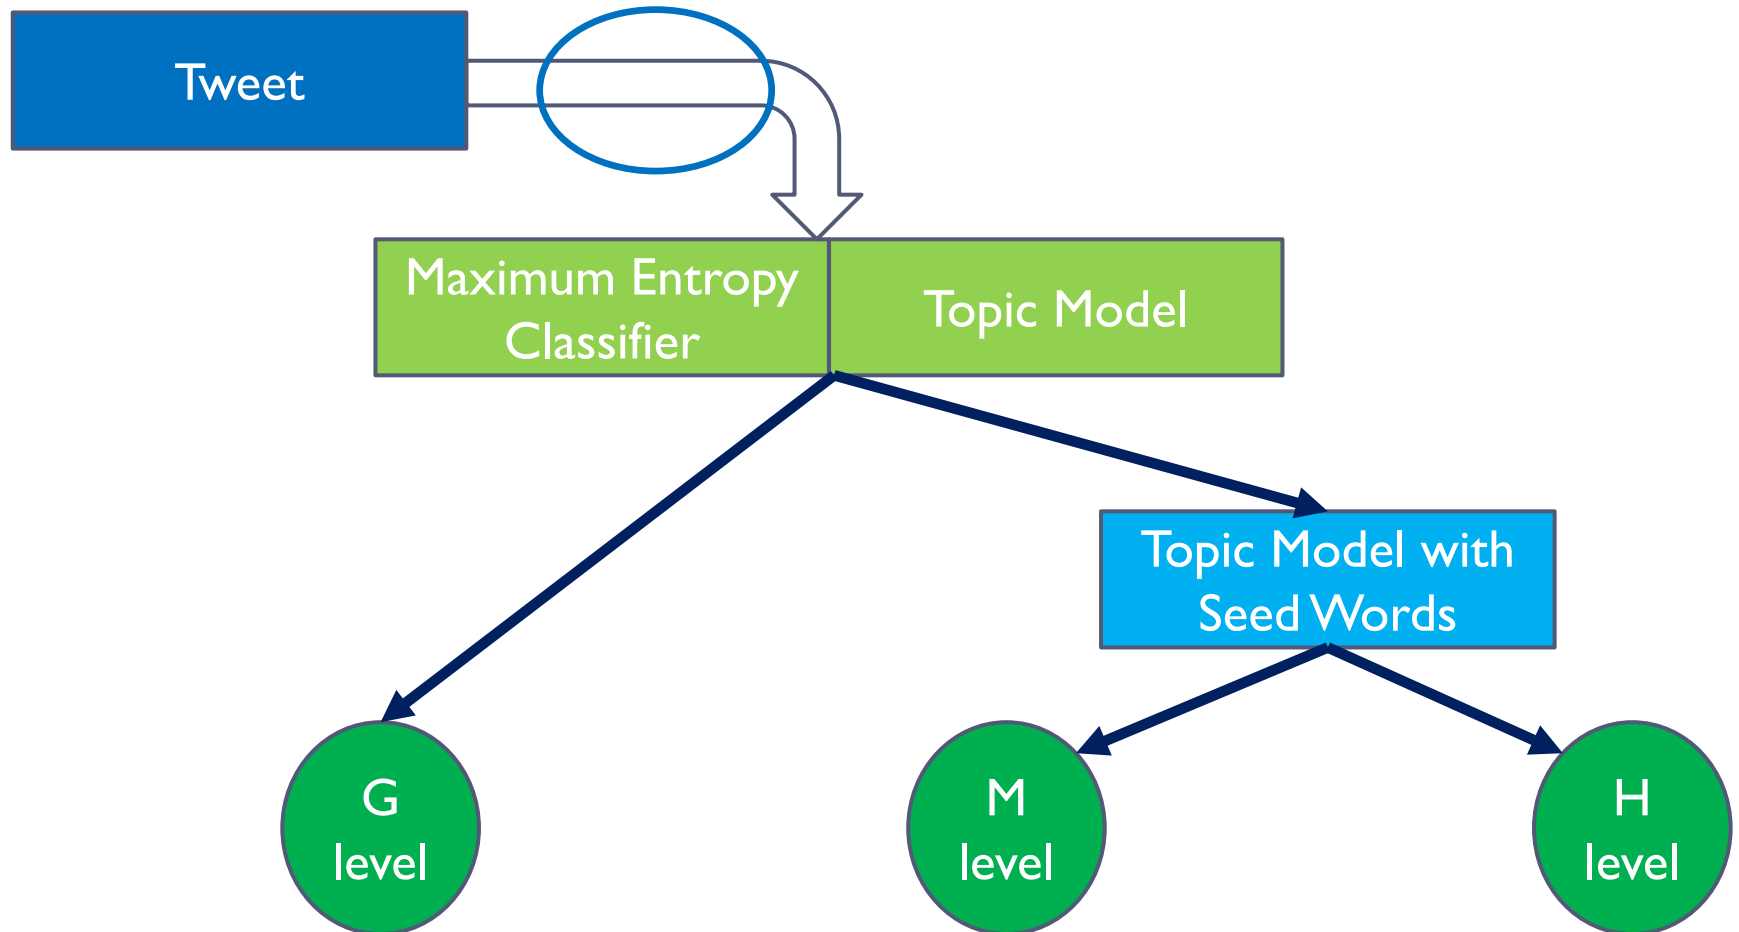 Tweet
Maximum Entropy
Classifier
Topic Model
Topic Model with
Seed Words
G
level
M
level
H
level